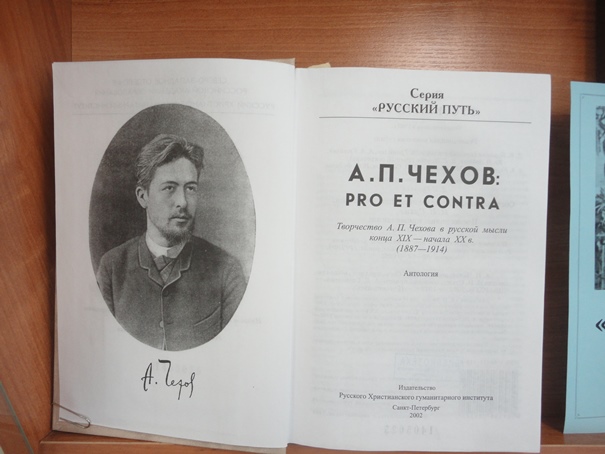 А. Чехов
Серия
«РУССКИЙ ПУТЬ»
А.П.ЧЕХОВ:
PRO ET CONTRA
Творчество А. П. Чехова в русской мысли
конца XIX — начала XX в.
(1887—1914)
Антология
Издательство
Русского Христианского гуманитарного института
Санкт-Петербург
2002
«